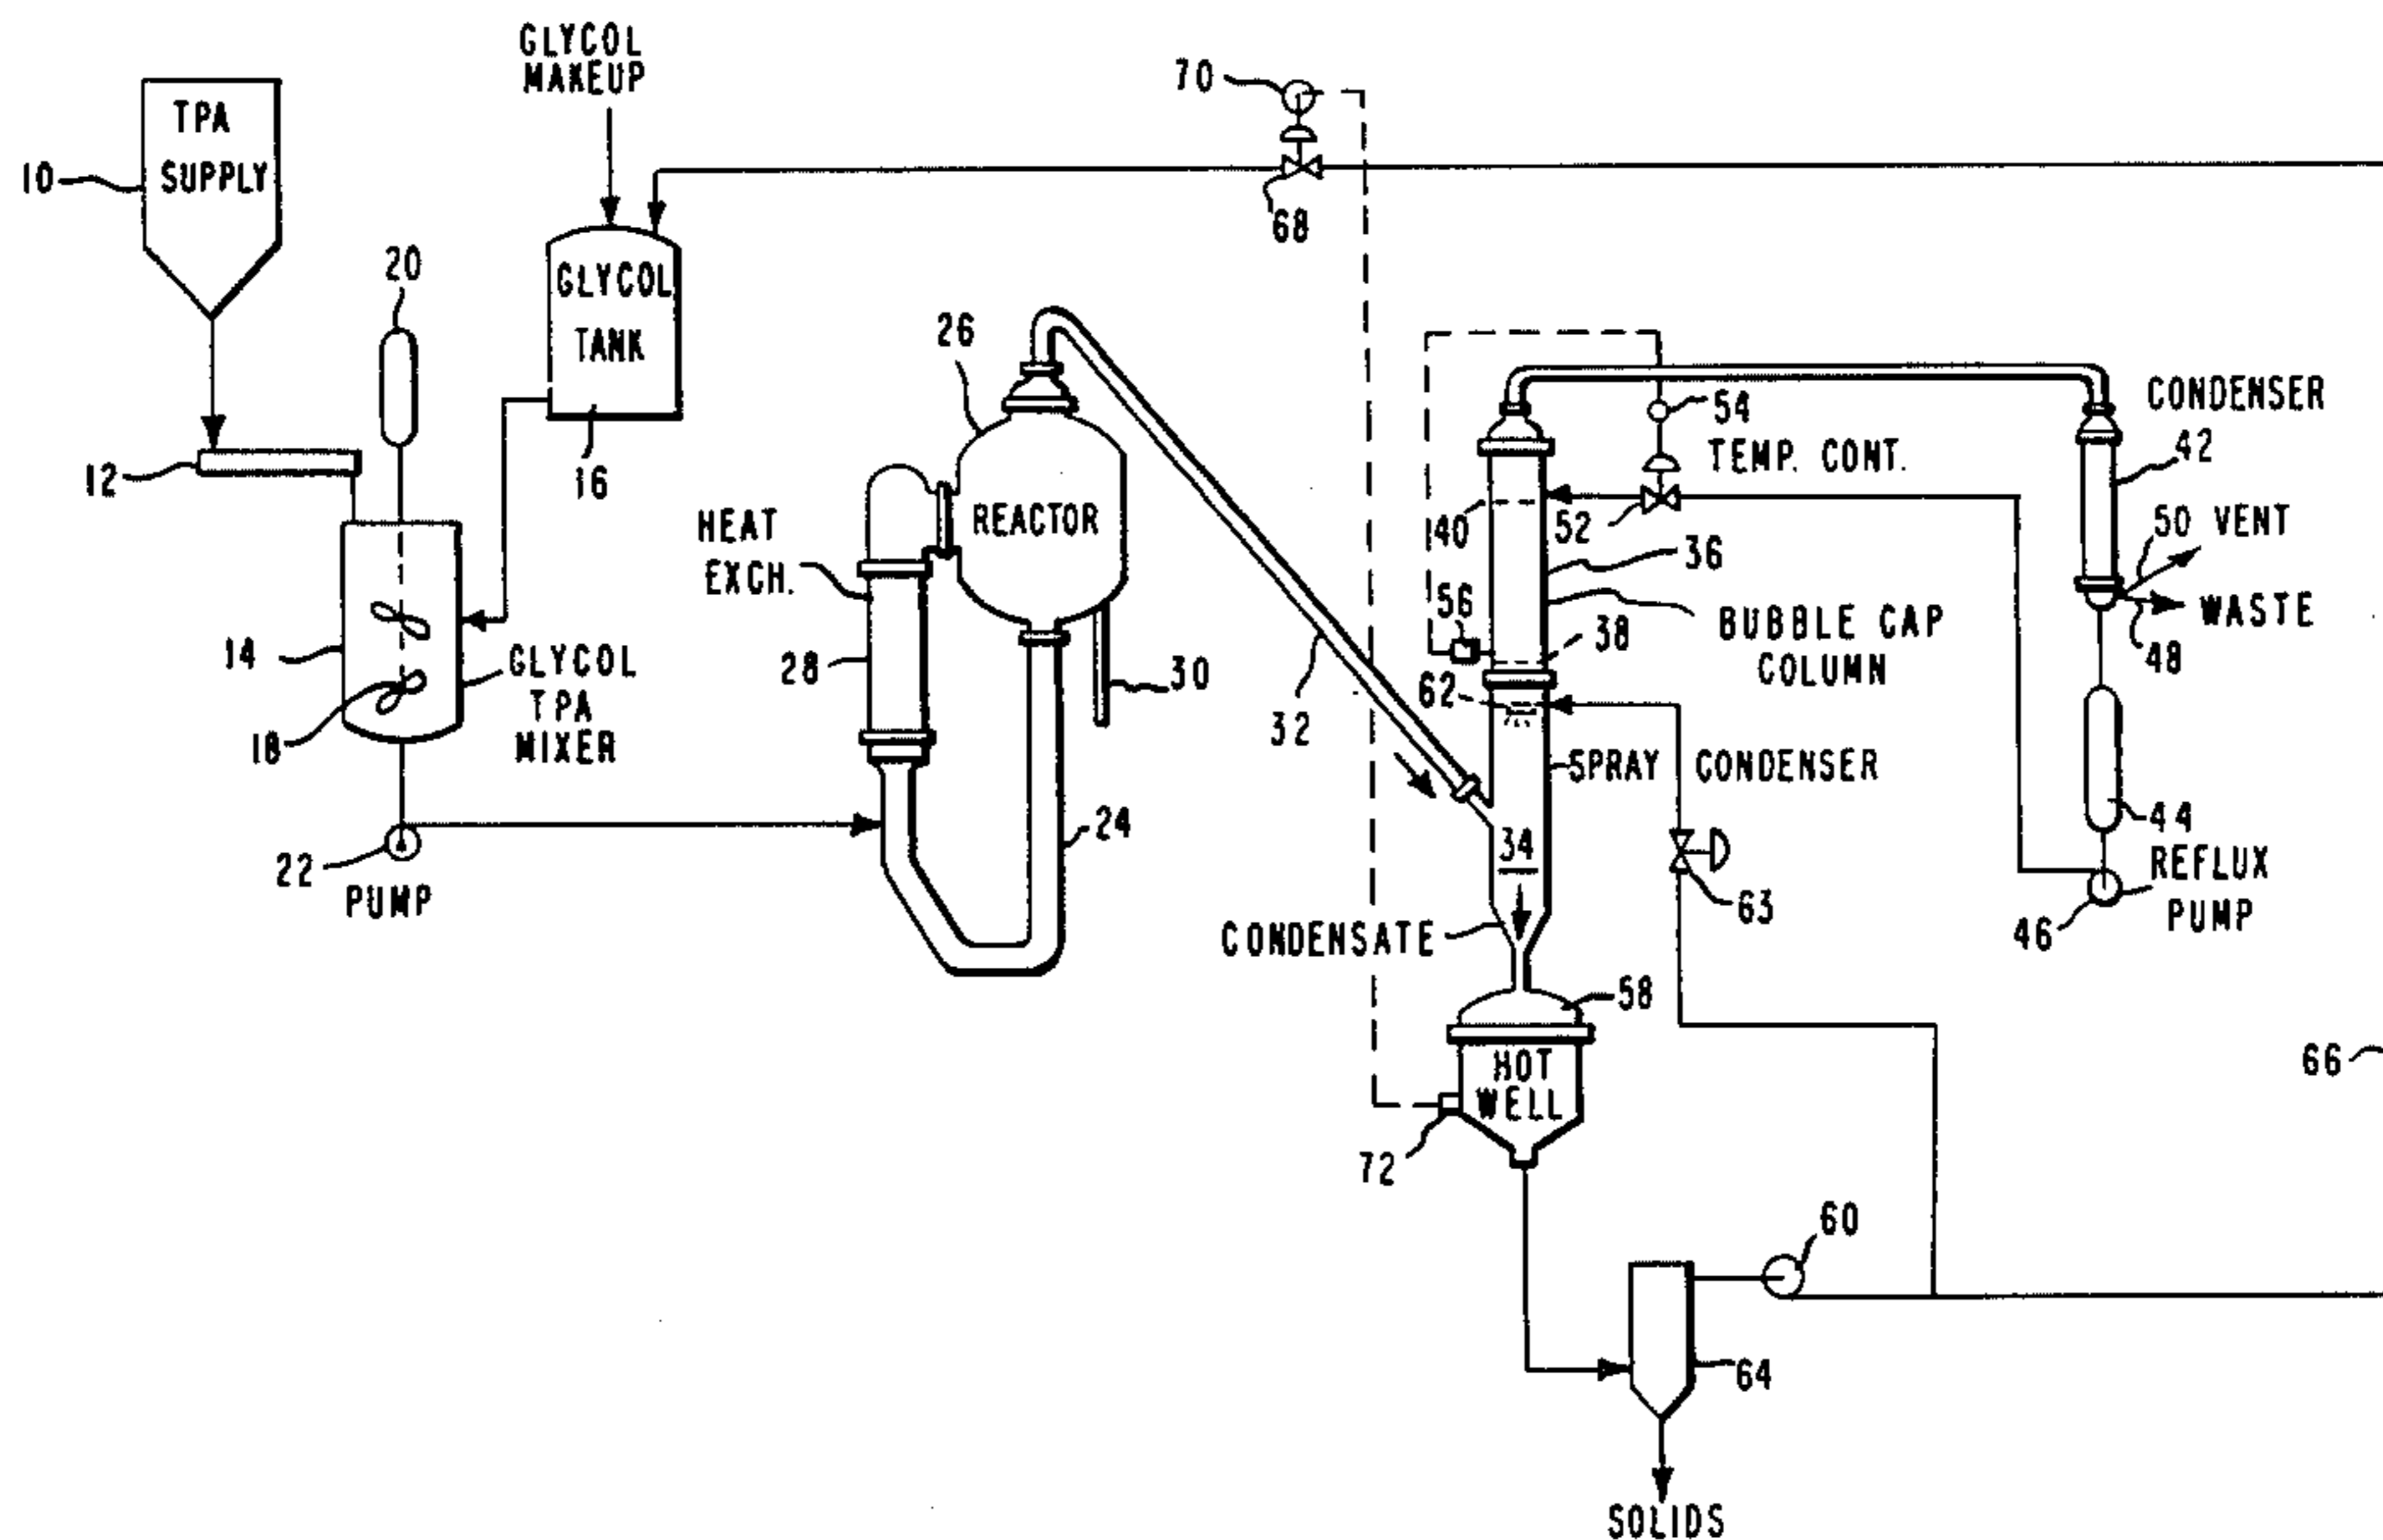 GLYCOL
MAKEUP
70
TPA
SUPPLY
10
68
20
GLYCOL
TANK
16
26
54
CONDENSER
42
12
TEMP. CONT.
HEAT
EXCH.
REACTOR
40
52
50 VENT
36
56
WASTE
48
14
28
BUBBLE CAP
COLUMN
38
GLYCOL
TPA
MIXER
18
30
62
32
SPRAY CONDENSER
24
44
34
22
PUMP
REFLUX
PUMP
46
63
CONDENSATE
58
HOT
WELL
66
72
60
64
SOLIDS